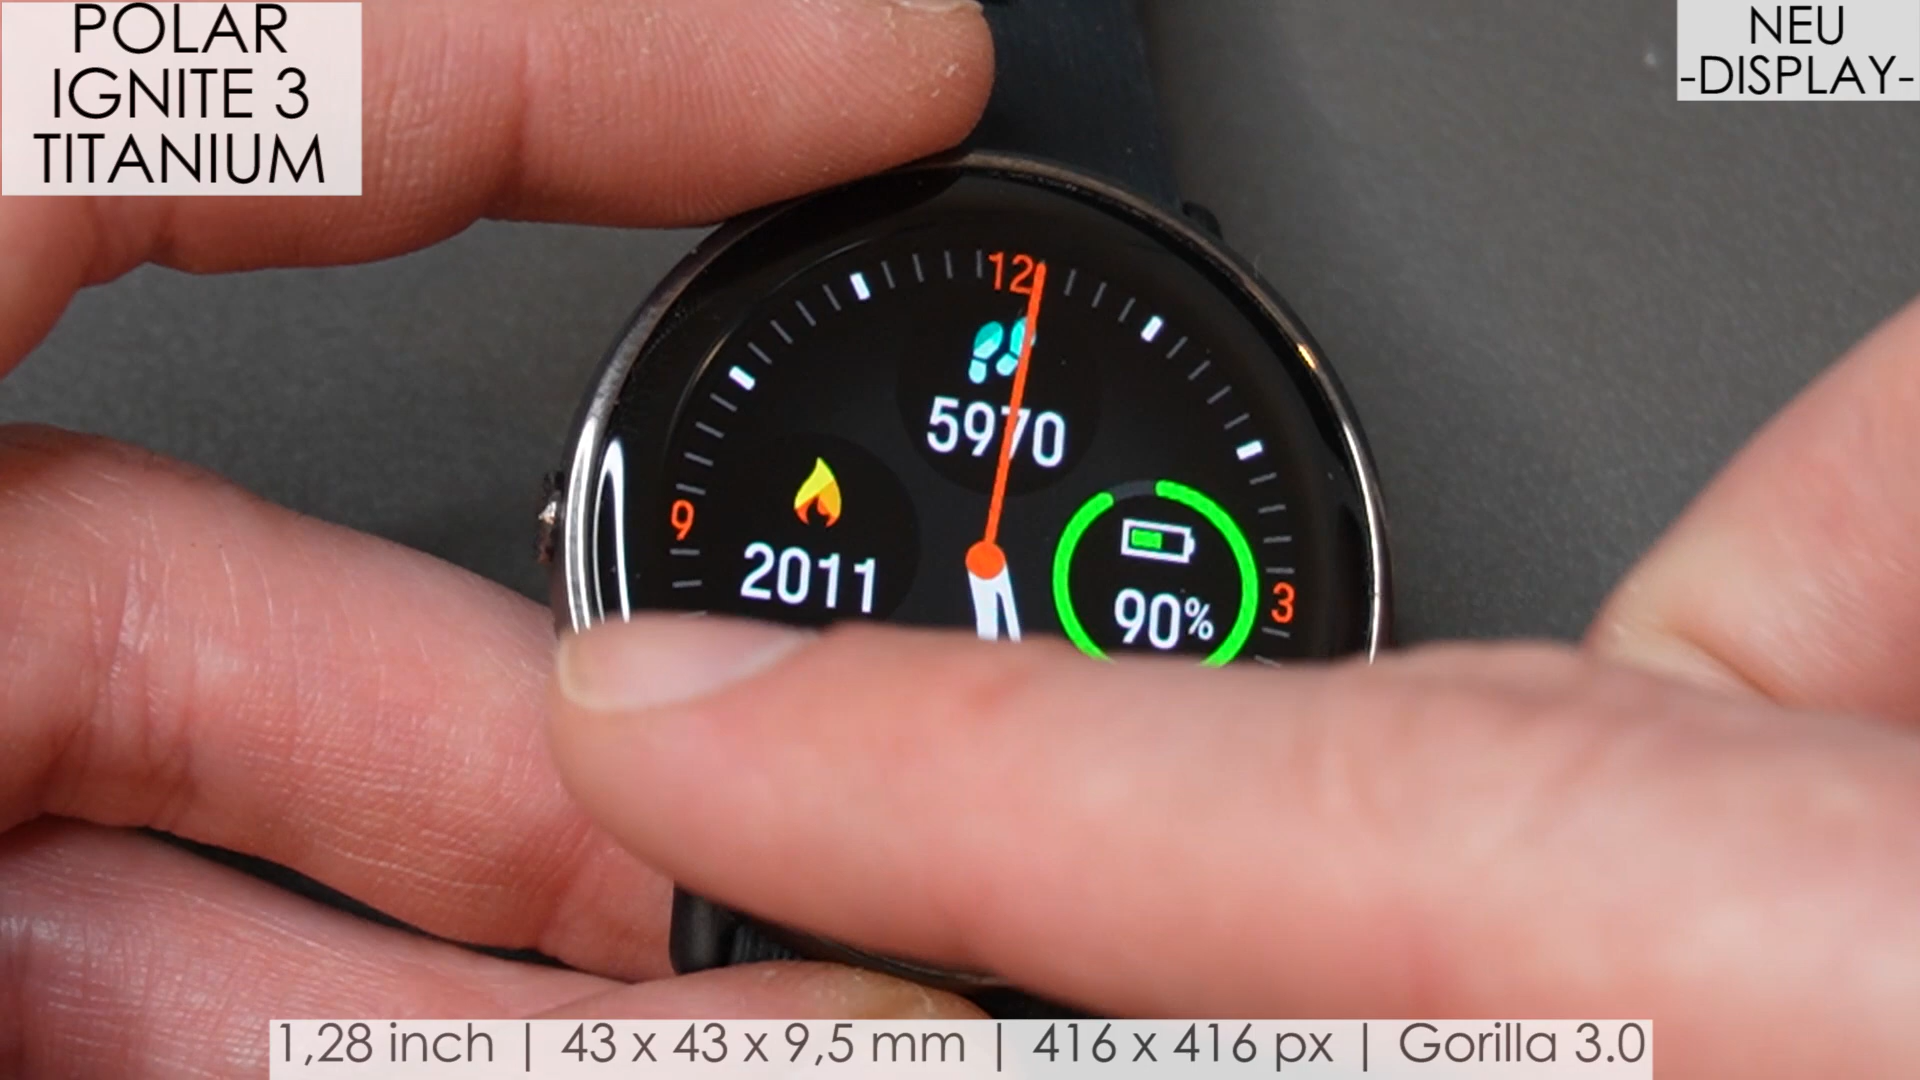 POLAR
IGNITE 3
TITANIUM
NEU
-DISPLAY-
12
5970
9
2011
90%
3
1,28 inch | 43 x 43 x 9,5 mm | 416 x 416 px | Gorilla 3.0